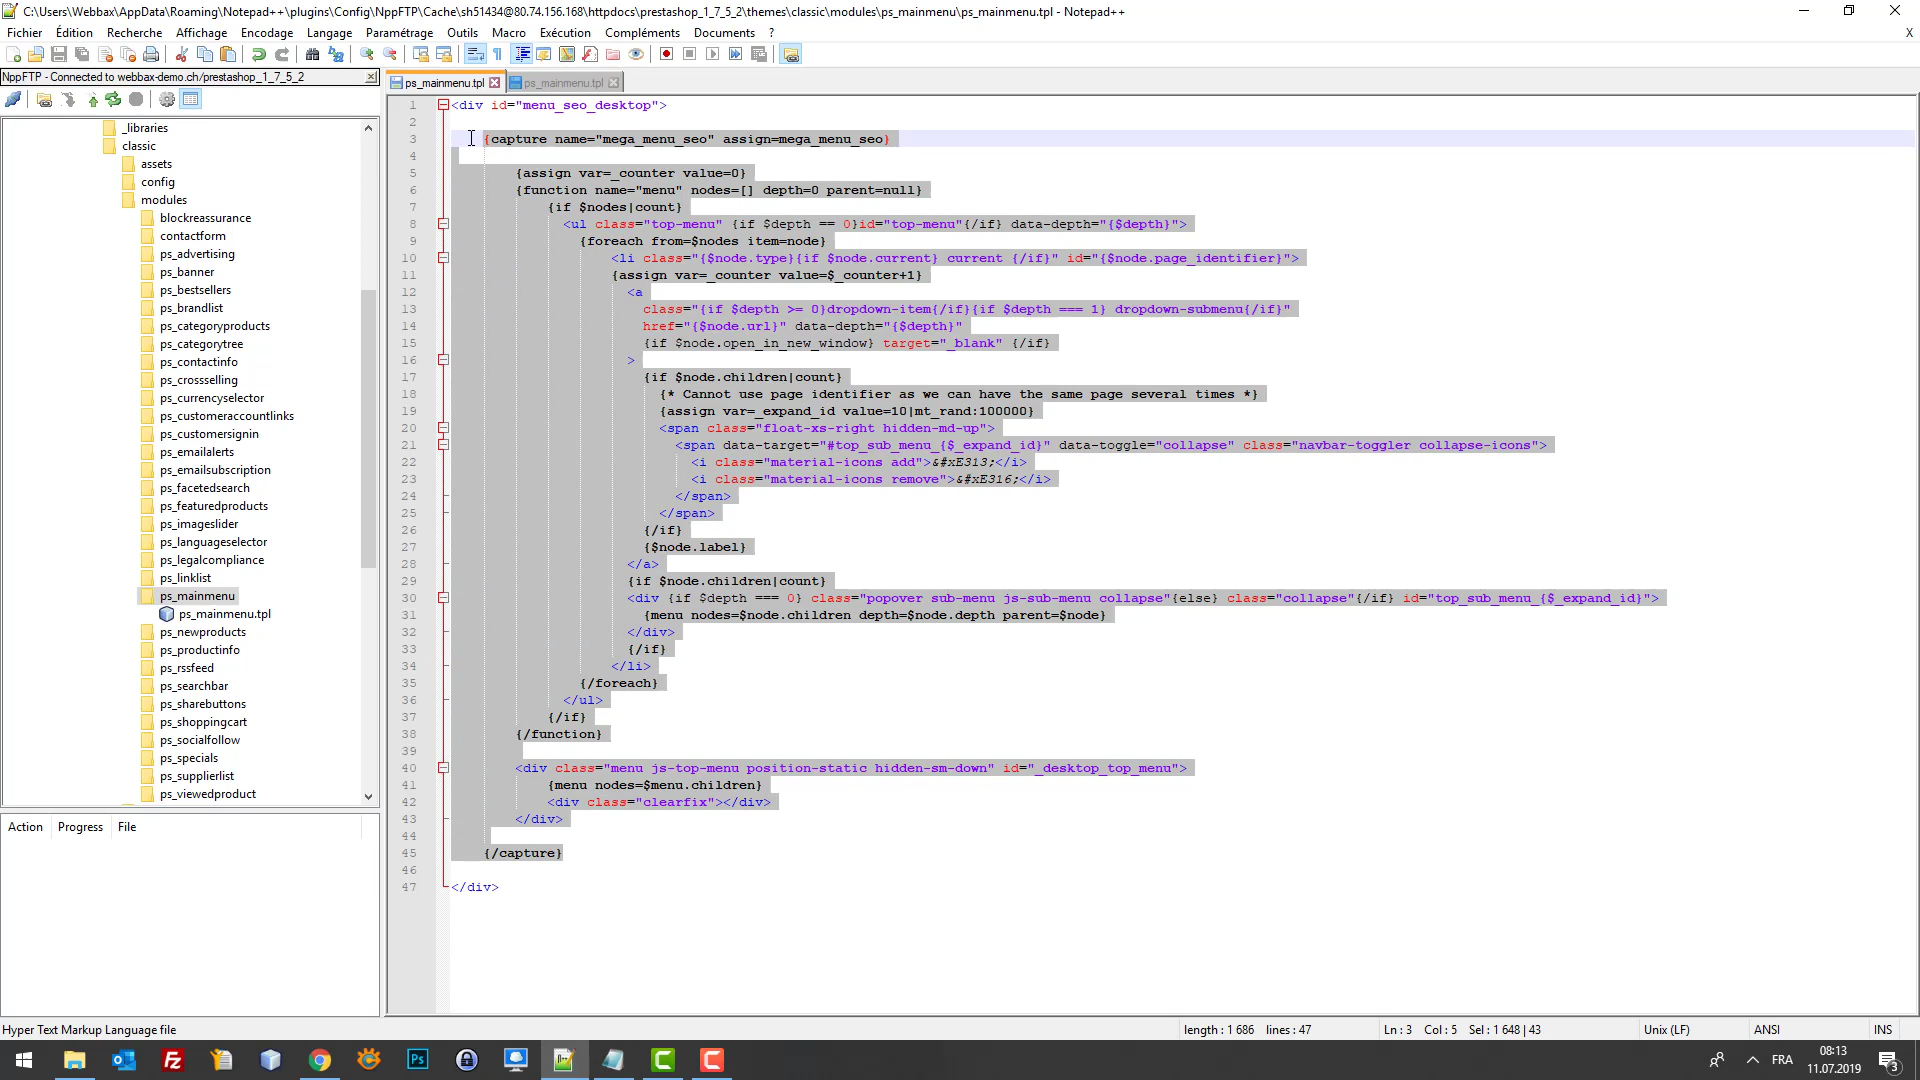 C:\Users\Webbax\AppData\Roaming\Notepad++\plugins\Config\NppFTP\Cache\sh51434@80.74.156.168\httpdocs\prestashop_1_7_5_2\themes\classic\modules\ps_mainmenu\ps_mainmenu.tpl - Notepad++
Fichier Édition Recherche Affichage Encodage Langage Paramétrage Outils Macro Exécution Compléments Documents ? X
NppFTP - Connected to webbax-demo.ch/prestashop_1_7_5_2
_libraries
classic
assets
config
modules
blockreassurance
contactform
ps_advertising
ps_banner
ps_bestsellers
ps_brandlist
ps_categoryproducts
ps_categorytree
ps_contactinfo
ps_crossselling
ps_currencyselector
ps_customeraccountlinks
ps_customersignin
ps_emailalerts
ps_emailsubscription
ps_facetedsearch
ps_featuredproducts
ps_imageslider
ps_languageselector
ps_legalcompliance
ps_linklist
ps_mainmenu
ps_mainmenu.tpl
ps_newproducts
ps_productinfo
ps_rssfeed
ps_searchbar
ps_sharebuttons
ps_shoppingcart
ps_socialfollow
ps_specials
ps_supplierlist
ps_viewedproduct
Action Progress File
ps_mainmenu.tpl ps_mainmenu.tpl
1 <div id="menu_seo_desktop">
2
3 {capture name="mega_menu_seo" assign=mega_menu_seo}
4
5 {assign var=_counter value=0}
6 {function name="menu" nodes=[] depth=0 parent=null}
7 {if $nodes|count}
8 <ul class="top-menu" {if $depth == 0}id="top-menu"{/if} data-depth="{$depth}">
9 {foreach from=$nodes item=node}
10 <li class="{$node.type}{if $node.current} current {/if}" id="{$node.page_identifier}">
11 {assign var=_counter value=$_counter+1}
12 <a
13 class="{if $depth >= 0}dropdown-item{/if}{if $depth === 1} dropdown-submenu{/if}"
14 href="{$node.url}" data-depth="{$depth}"
15 {if $node.open_in_new_window} target="_blank" {/if}
16 >
17 {if $node.children|count}
18 {* Cannot use page identifier as we can have the same page several times *}
19 {assign var=_expand_id value=10|mt_rand:100000}
20 <span class="float-xs-right hidden-md-up">
21 <span data-target="#top_sub_menu_{$_expand_id}" data-toggle="collapse" class="navbar-toggler collapse-icons">
22 <i class="material-icons add">&#xE313;</i>
23 <i class="material-icons remove">&#xE316;</i>
24 </span>
25 </span>
26 {/if}
27 {$node.label}
28 </a>
29 {if $node.children|count}
30 <div {if $depth === 0} class="popover sub-menu js-sub-menu collapse"{else} class="collapse"{/if} id="top_sub_menu_{$_expand_id}">
31 {menu nodes=$node.children depth=$node.depth parent=$node}
32 </div>
33 {/if}
34 </li>
35 {/foreach}
36 </ul>
37 {/if}
38 {/function}
39
40 <div class="menu js-top-menu position-static hidden-sm-down" id="_desktop_top_menu">
41 {menu nodes=$menu.children}
42 <div class="clearfix"></div>
43 </div>
44
45 {/capture}
46
47 </div>
Hyper Text Markup Language file length : 1 686 lines : 47 Ln : 3 Col : 5 Sel : 1 648 | 43 Unix (LF) ANSI INS
FRA 08:13
11.07.2019 3